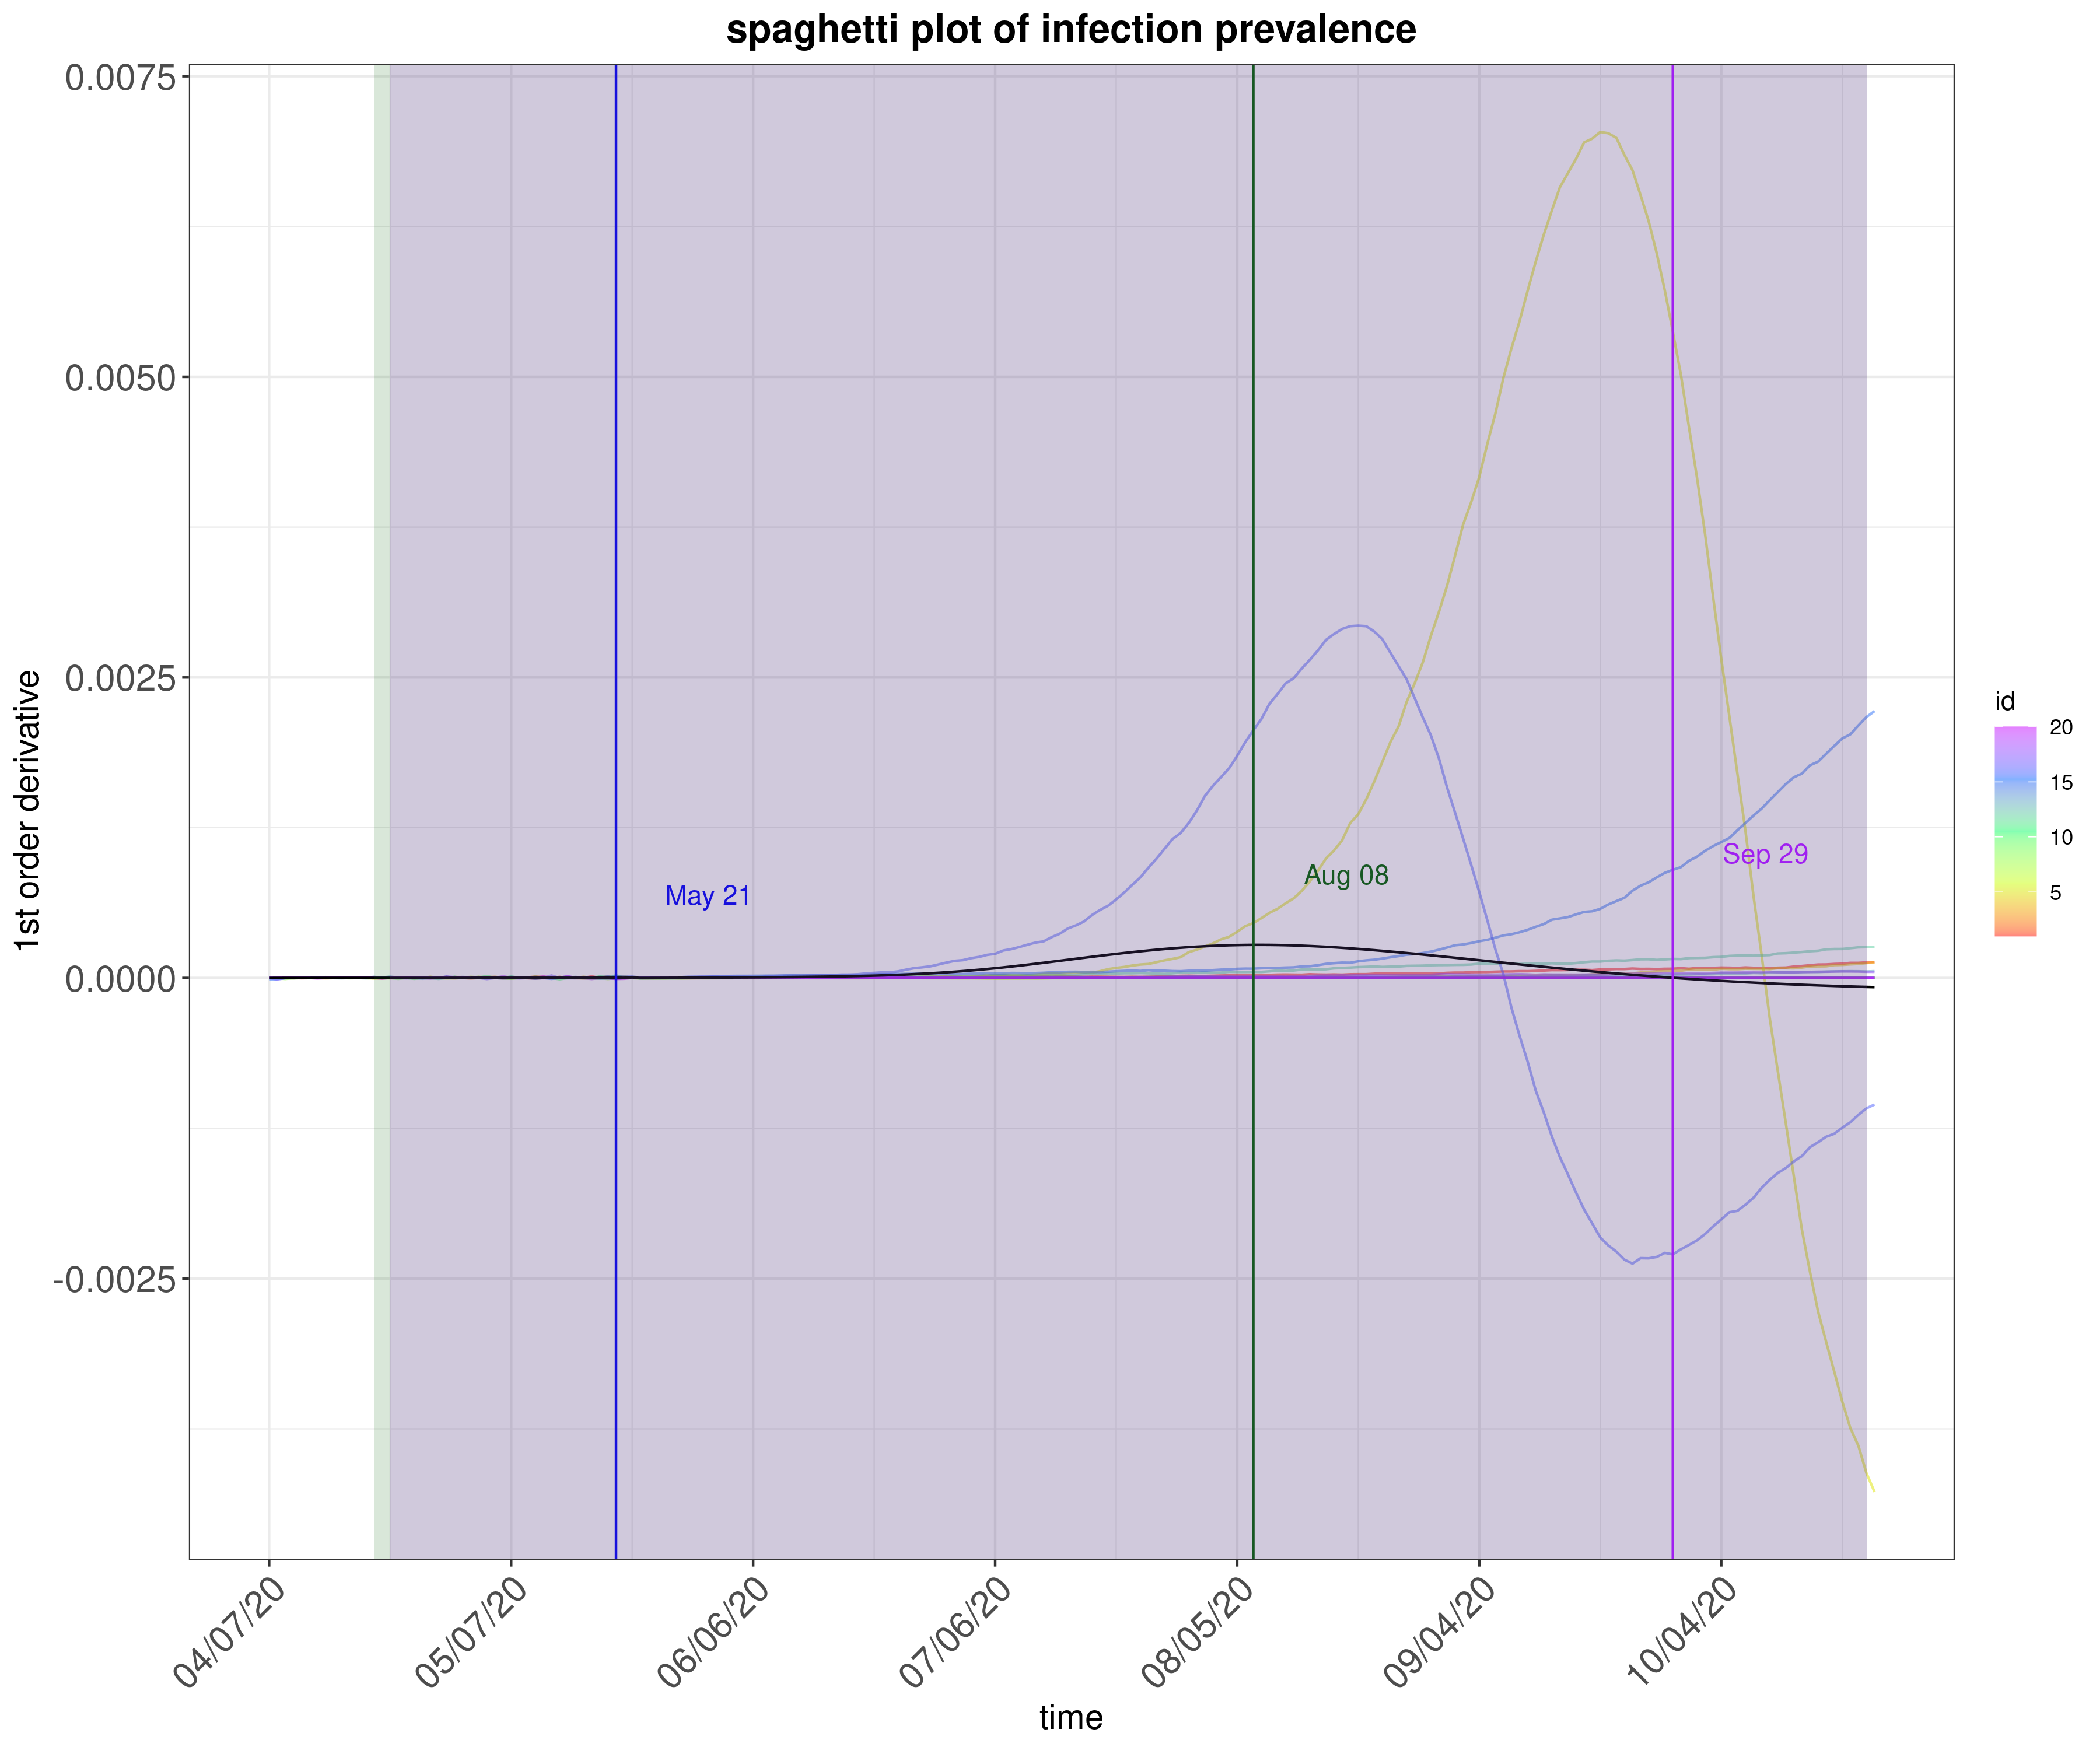 spaghetti plot of infection prevalence
0.0075
0.0050
0.0025
0.0000
-0.0025
1st order derivative
May 21
Aug 08
Sep 29
04/07/20
05/07/20
06/06/20
07/06/20
08/05/20
09/04/20
10/04/20
time
id
20
15
10
5